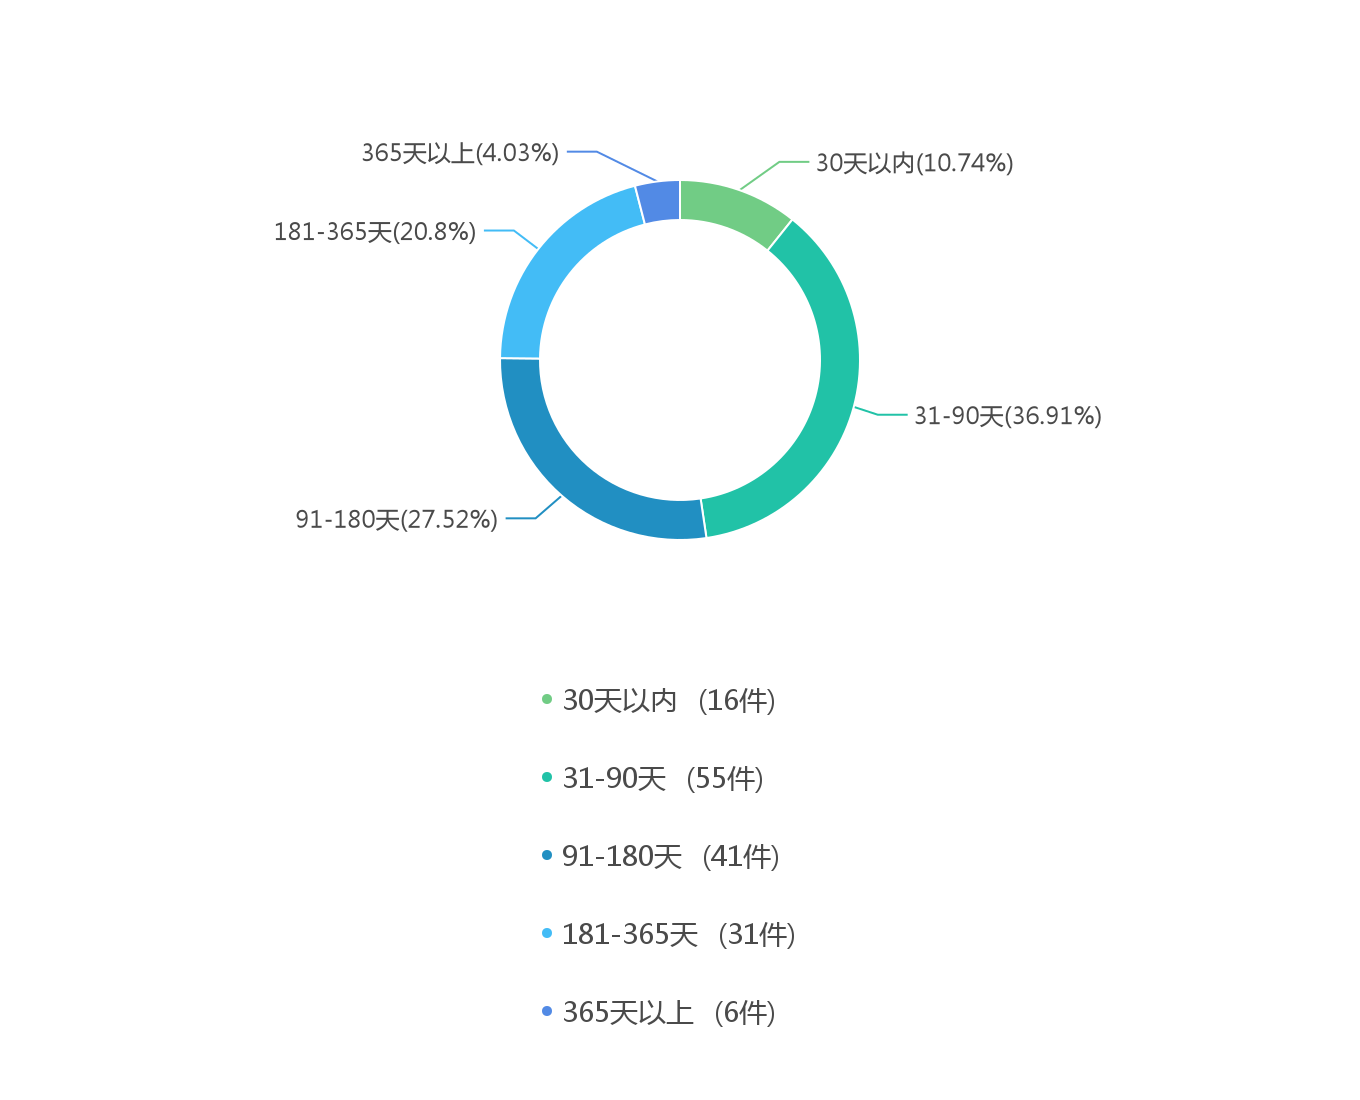 365天以上(4.03%)
30天以内(10.74%)
181-365天(20.8%)
31-90天(36.91%)
91-180天(27.52%)
30天以内 (16件)
31-90天 (55件)
91-180天 (41件)
181-365天 (31件)
365天以上 (6件)